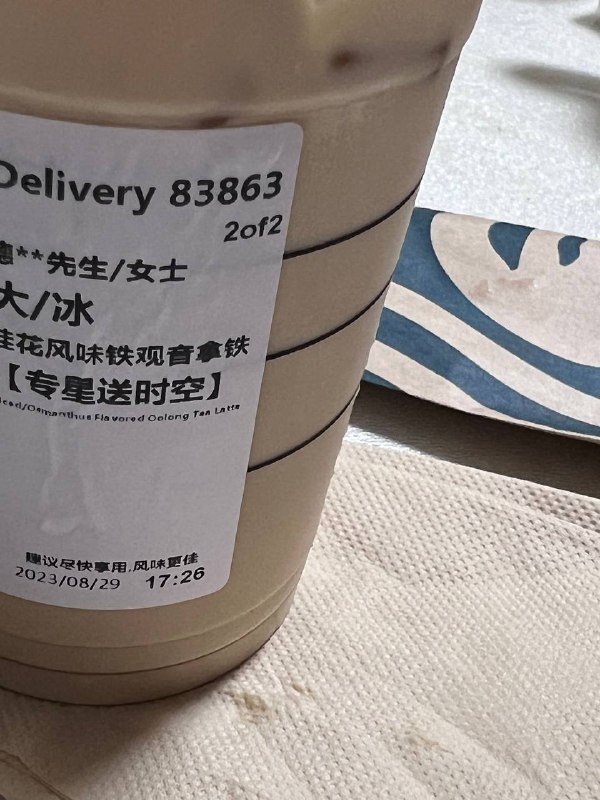 Delivery 83863
2of2
德**先生/女士
大/冰
桂花风味铁观音拿铁
【专星送时空】
Iced/Osmanthus Flavored Oolong Tea Latte
建议尽快享用,风味更佳
2023/08/29 17:26